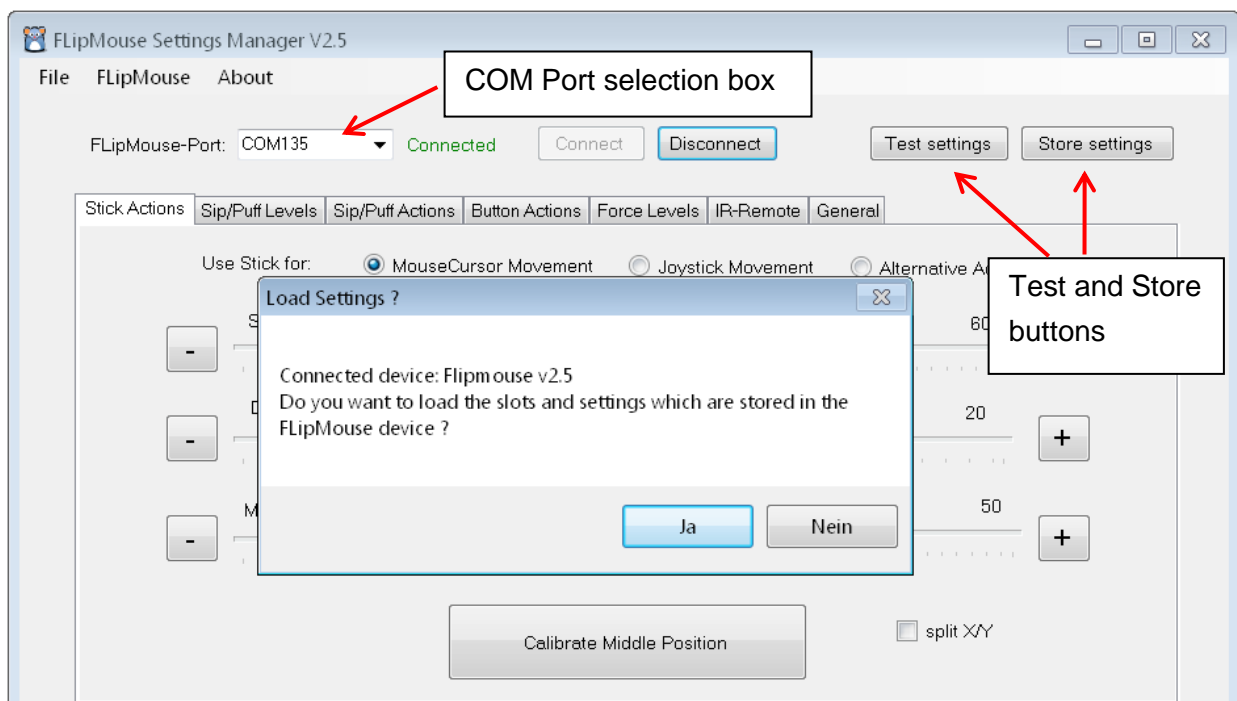 FLipMouse Settings Manager V2.5
File FLipMouse About
COM Port selection box
FLipMouse-Port: COM135 Connected Connect Disconnect Test settings Store settings
Stick Actions Sip/Puff Levels Sip/Puff Actions Button Actions Force Levels IR-Remote General
Use Stick for: MouseCursor Movement Joystick Movement Alternative
Test and Store
buttons
Load Settings ?
60
-
Connected device: Flipmouse v2.5
Do you want to load the slots and settings which are stored in the
FLipMouse device ?
20
- +
50
Ja Nein
- +
Calibrate Middle Position
split X/Y